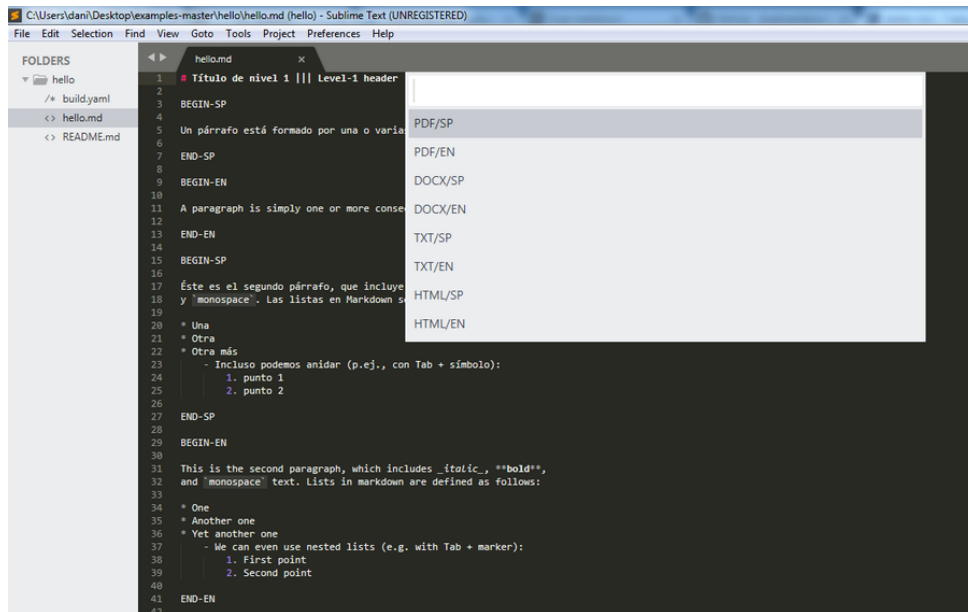 C:\Users\dani\Desktop\examples-master\hello\hello.md (hello) - Sublime Text (UNREGISTERED)
File Edit Selection Find View Goto Tools Project Preferences Help
FOLDERS
hello
/* build.yaml
<> hello.md
<> README.md
hello.md ×
1 # Título de nivel 1 ||| Level-1 header
2
3 BEGIN-SP
4
5 Un párrafo está formado por una o varia
6
7 END-SP
8
9 BEGIN-EN
10
11 A paragraph is simply one or more conse
12
13 END-EN
14
15 BEGIN-SP
16
17 Éste es el segundo párrafo, que incluye
18 y `monospace`. Las listas en Markdown s
19
20 * Una
21 * Otra
22 * Otra más
23 - Incluso podemos anidar (p.ej., con Tab + símbolo):
24 1. punto 1
25 2. punto 2
26
27 END-SP
28
29 BEGIN-EN
30
31 This is the second paragraph, which includes _italic_, **bold**,
32 and `monospace` text. Lists in markdown are defined as follows:
33
34 * One
35 * Another one
36 * Yet another one
37 - We can even use nested lists (e.g. with Tab + marker):
38 1. First point
39 2. Second point
40
41 END-EN
42
PDF/SP
PDF/EN
DOCX/SP
DOCX/EN
TXT/SP
TXT/EN
HTML/SP
HTML/EN